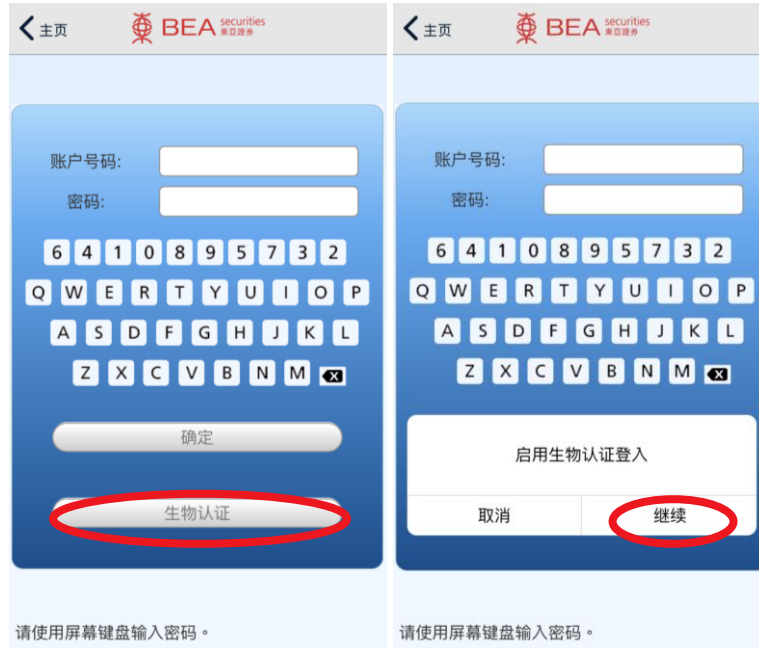 主页
BEA securities
東亞證券
账户号码:
密码:
6 4 1 0 8 9 5 7 3 2
Q W E R T Y U I O P
A S D F G H J K L
Z X C V B N M
确定
生物认证
请使用屏幕键盘输入密码。
主页
BEA securities
東亞證券
账户号码:
密码:
6 4 1 0 8 9 5 7 3 2
Q W E R T Y U I O P
A S D F G H J K L
Z X C V B N M
启用生物认证登入
取消 继续
请使用屏幕键盘输入密码。